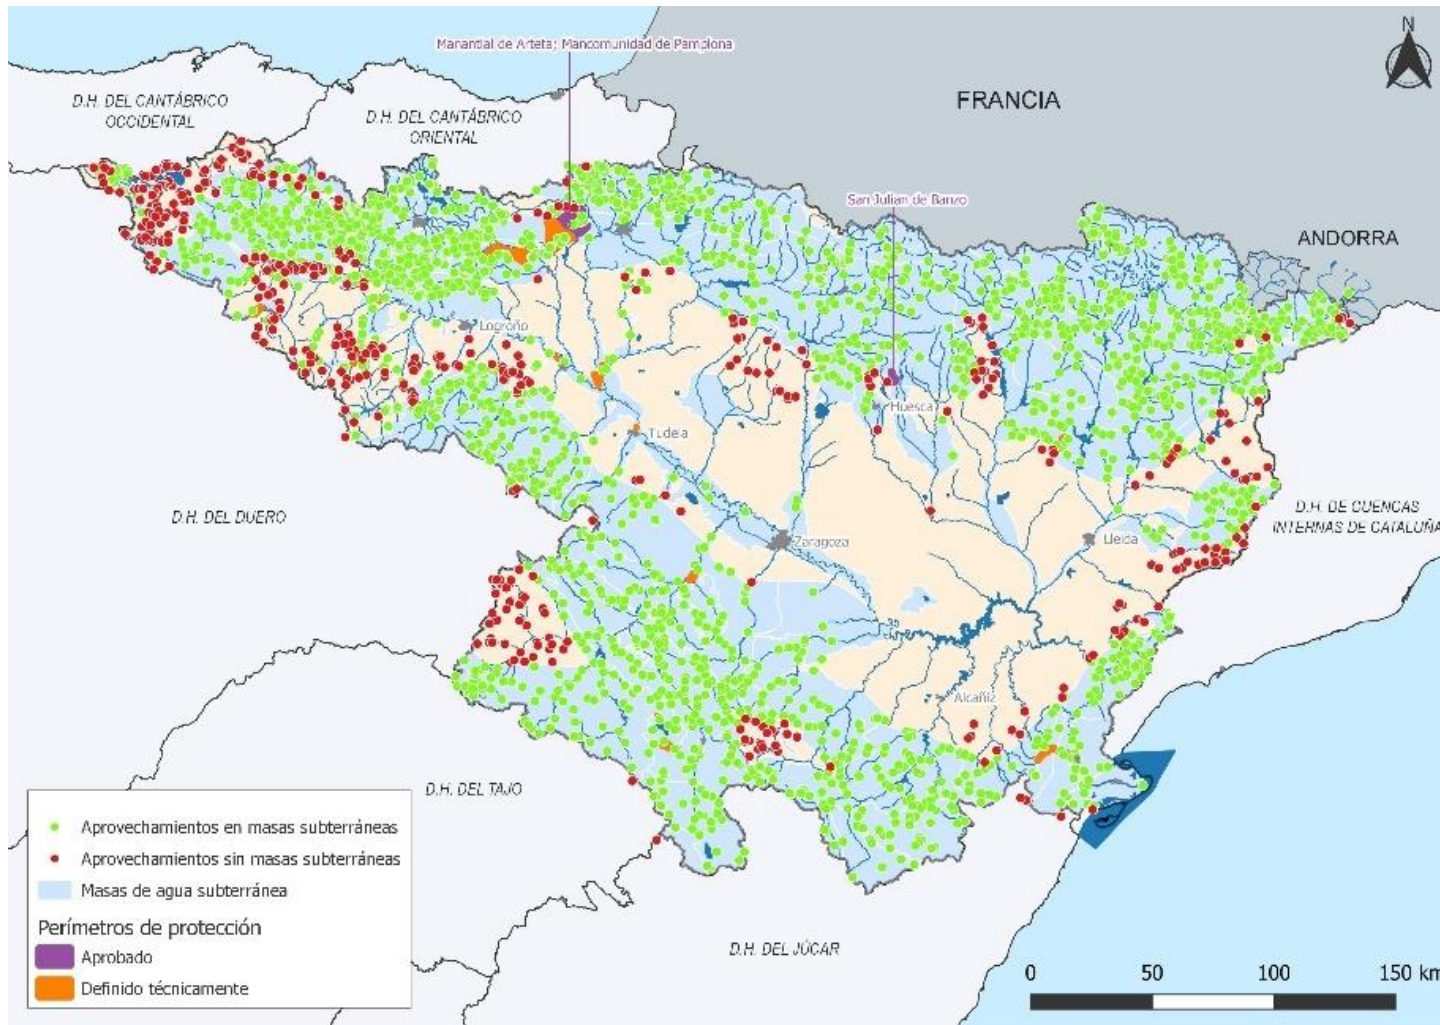 Manantial de Arteta; Mancomunidad de Pamplona
N
D.H. DEL CANTÁBRICO
OCCIDENTAL
D.H. DEL CANTÁBRICO
ORIENTAL
FRANCIA
San Julian de Banzo
ANDORRA
Logroño
Huesca
Tudela
D.H. DEL DUERO
Zaragoza
Lleida
D.H. DE CUENCAS
INTERNAS DE CATALUÑA
Alcañiz
D.H. DEL TAJO
D.H. DEL JÚCAR
Aprovechamientos en masas subterráneas
Aprovechamientos sin masas subterráneas
Masas de agua subterránea
Perímetros de protección
Aprobado
Definido técnicamente
0 50 100 150 km